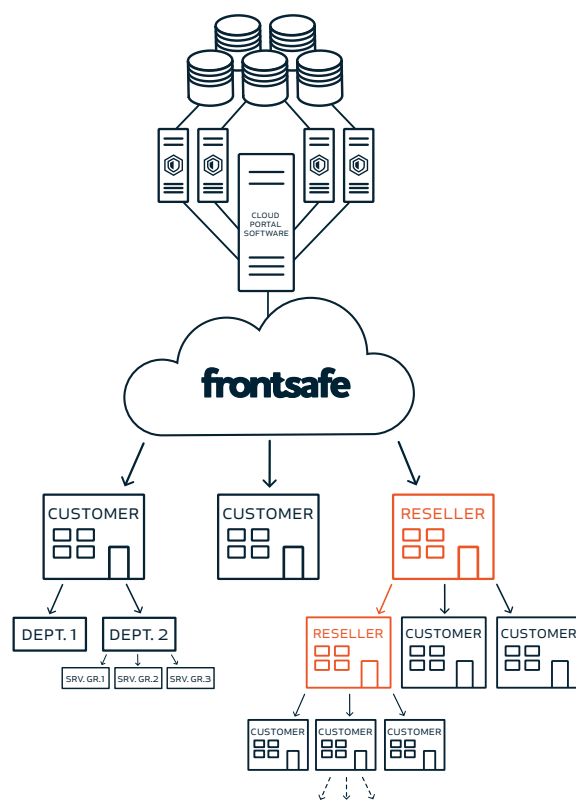 CLOUD
PORTAL
SOFTWARE
frontsafe
CUSTOMER
CUSTOMER
RESELLER
DEPT. 1
DEPT. 2
RESELLER
CUSTOMER
CUSTOMER
SRV. GR.1
SRV. GR.2
SRV. GR.3
CUSTOMER
CUSTOMER
CUSTOMER